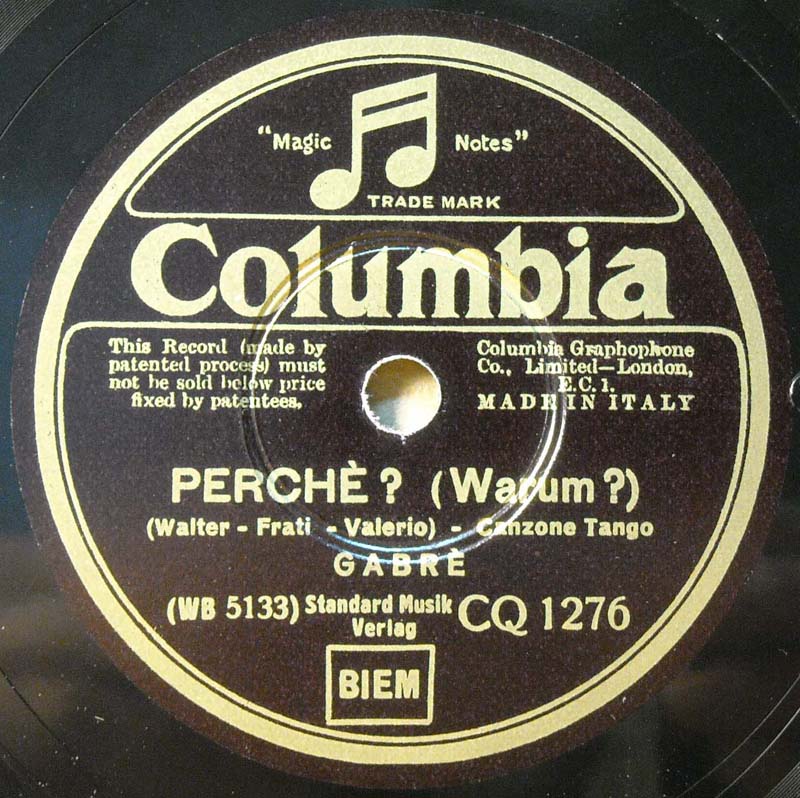 "Magic Notes"
TRADE MARK
Columbia
This Record (made by
patented process) must
not be sold below price
fixed by patentees.
Columbia Graphophone
Co., Limited—London,
E.C.1.
MADE IN ITALY
PERCHÈ? (Warum?)
(Walter - Frati - Valerio) - Canzone Tango
GABRÈ
(WB 5133) Standard Musik Verlag CQ 1276
BIEM